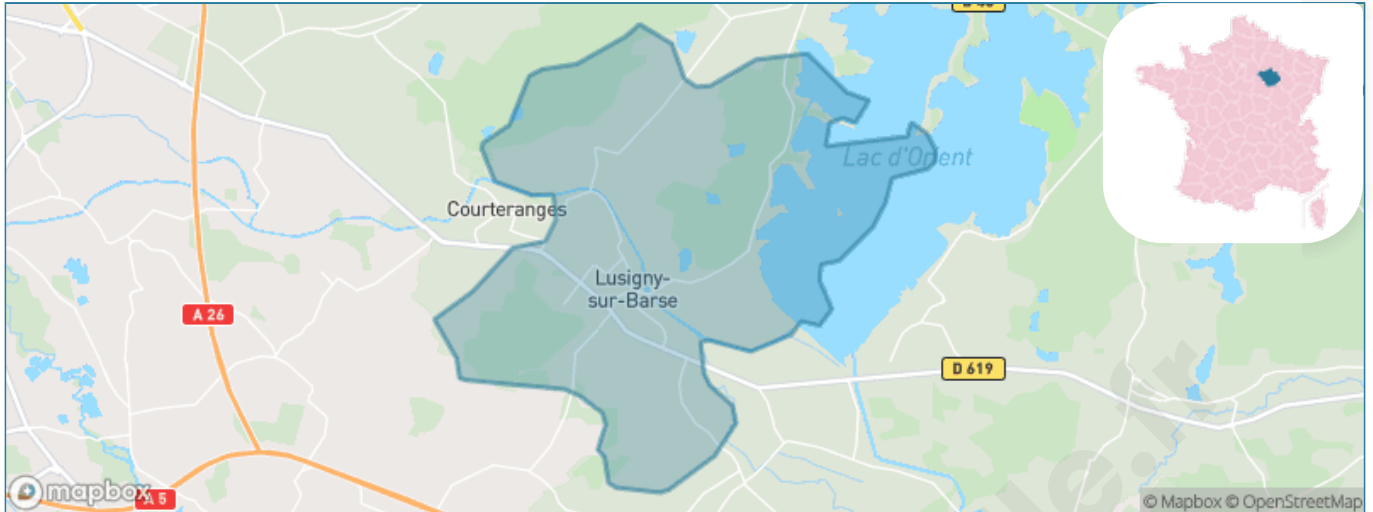 Lac d'Orient
Courteranges
Lusigny-
sur-Barse
A 26
D 619
mapbox
A 5
© Mapbox © OpenStreetMap